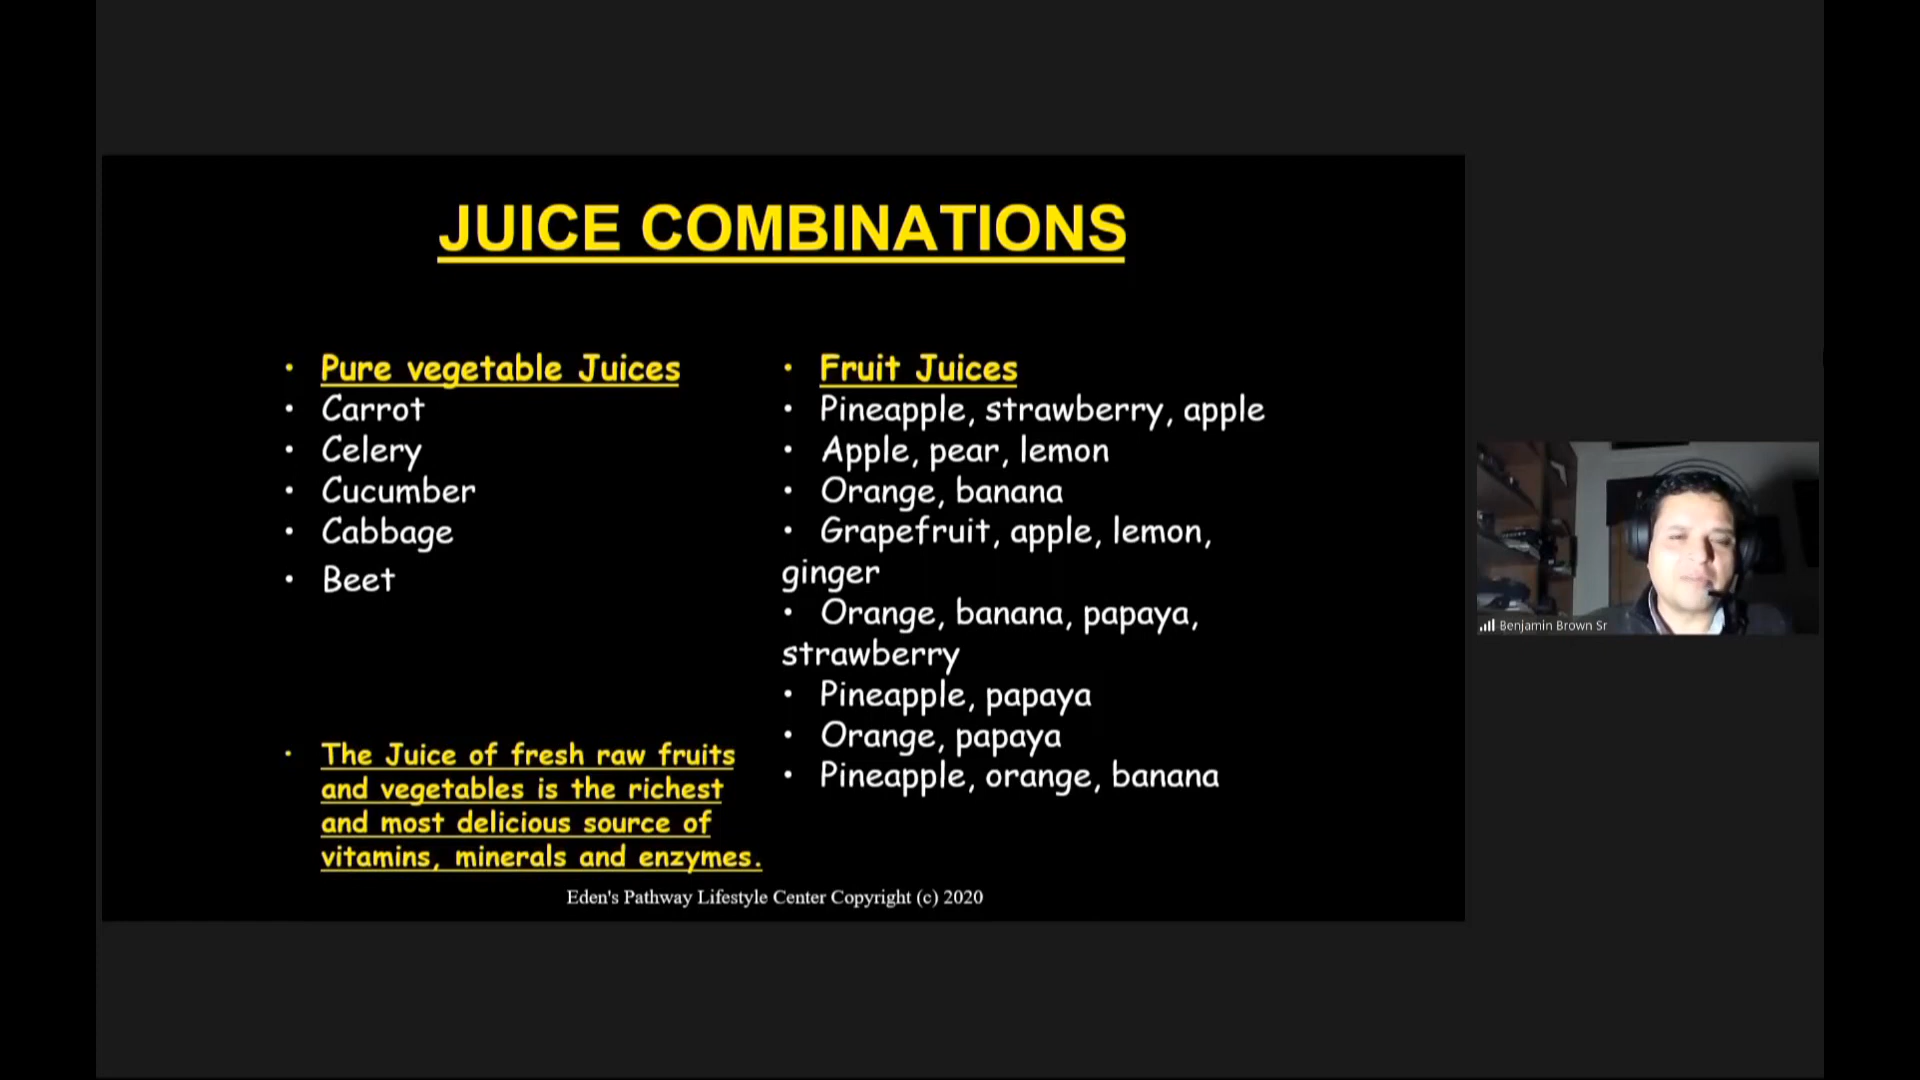 JUICE COMBINATIONS
• Pure vegetable Juices
• Carrot
• Celery
• Cucumber
• Cabbage
• Beet
• The Juice of fresh raw fruits
and vegetables is the richest
and most delicious source of
vitamins, minerals and enzymes.
• Fruit Juices
• Pineapple, strawberry, apple
• Apple, pear, lemon
• Orange, banana
• Grapefruit, apple, lemon,
ginger
• Orange, banana, papaya,
strawberry
• Pineapple, papaya
• Orange, papaya
• Pineapple, orange, banana
Eden's Pathway Lifestyle Center Copyright (c) 2020
Benjamin Brown Sr